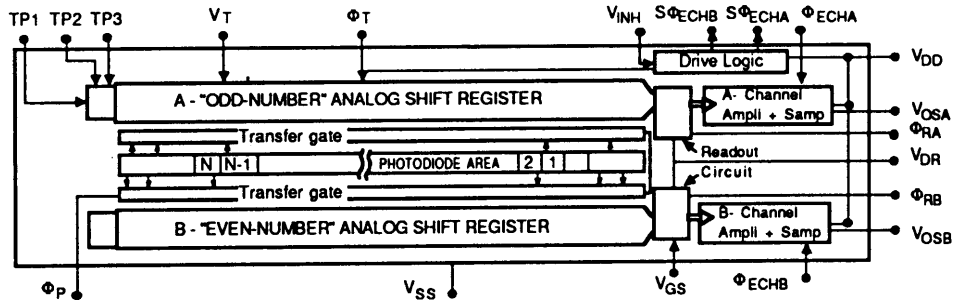 TP1 TP2 TP3 VT ΦT VINH SΦECHB SΦECHA ΦECHA
Drive Logic
VDD
A - "ODD-NUMBER" ANALOG SHIFT REGISTER
A- Channel
Ampli + Samp
VOSA
ΦRA
Transfer gate
Readout
Circuit
N N-1 PHOTODIODE AREA 2 1
VDR
Transfer gate
ΦRB
B - "EVEN-NUMBER" ANALOG SHIFT REGISTER
B- Channel
Ampli + Samp
VOSB
ΦP VSS VGS ΦECHB